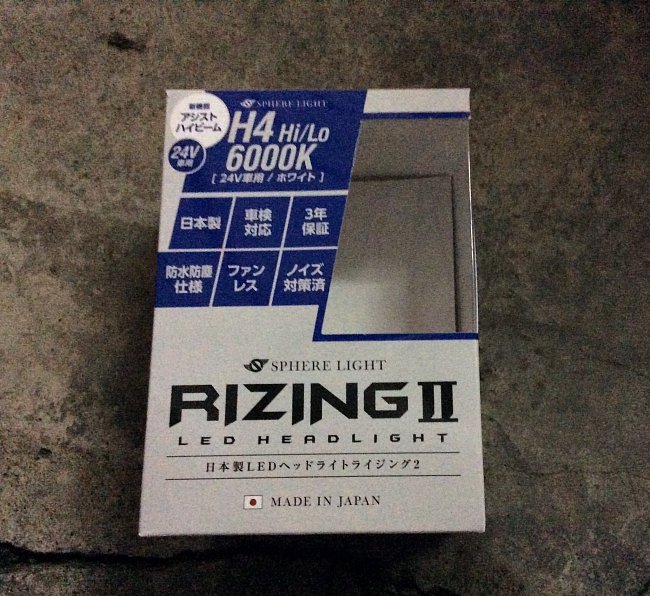 SPHERE LIGHT
新機能
アシスト
ハイビーム
H4 Hi/Lo
24V
車用
6000K
[ 24V車用 / ホワイト ]
日本製
車検
対応
3年
保証
防水防塵
仕様
ファン
レス
ノイズ
対策済
SPHERE LIGHT
RIZING II
LED HEADLIGHT
日本製LEDヘッドライトライジング2
MADE IN JAPAN